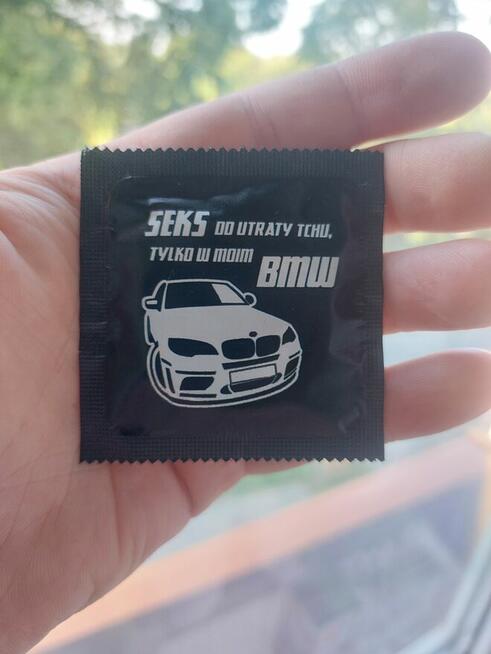 SEKS DO UTRATY TCHU,
TYLKO W MOIM BMW